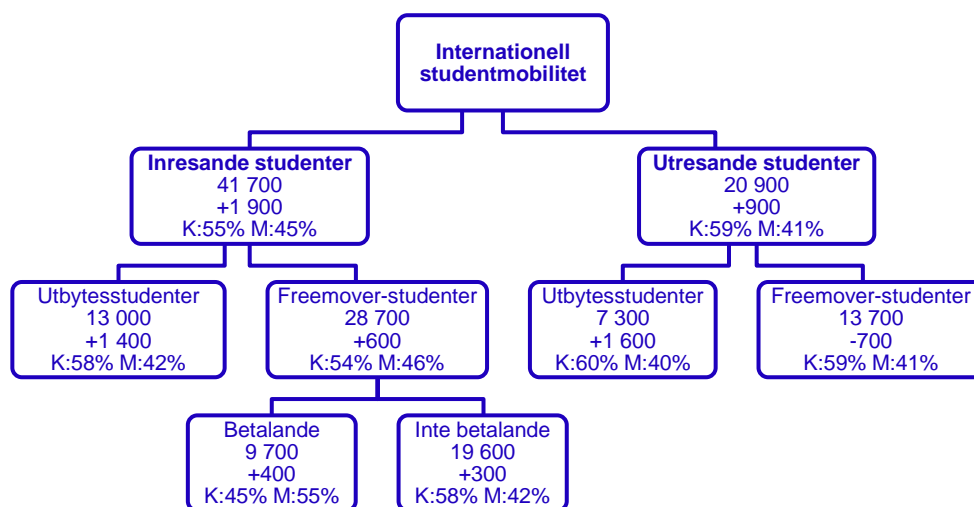 Internationell
studentmobilitet
Inresande studenter
41 700
+1 900
K:55% M:45%
Utresande studenter
20 900
+900
K:59% M:41%
Utbytesstudenter
13 000
+1 400
K:58% M:42%
Freemover-studenter
28 700
+600
K:54% M:46%
Utbytesstudenter
7 300
+1 600
K:60% M:40%
Freemover-studenter
13 700
-700
K:59% M:41%
Betalande
9 700
+400
K:45% M:55%
Inte betalande
19 600
+300
K:58% M:42%